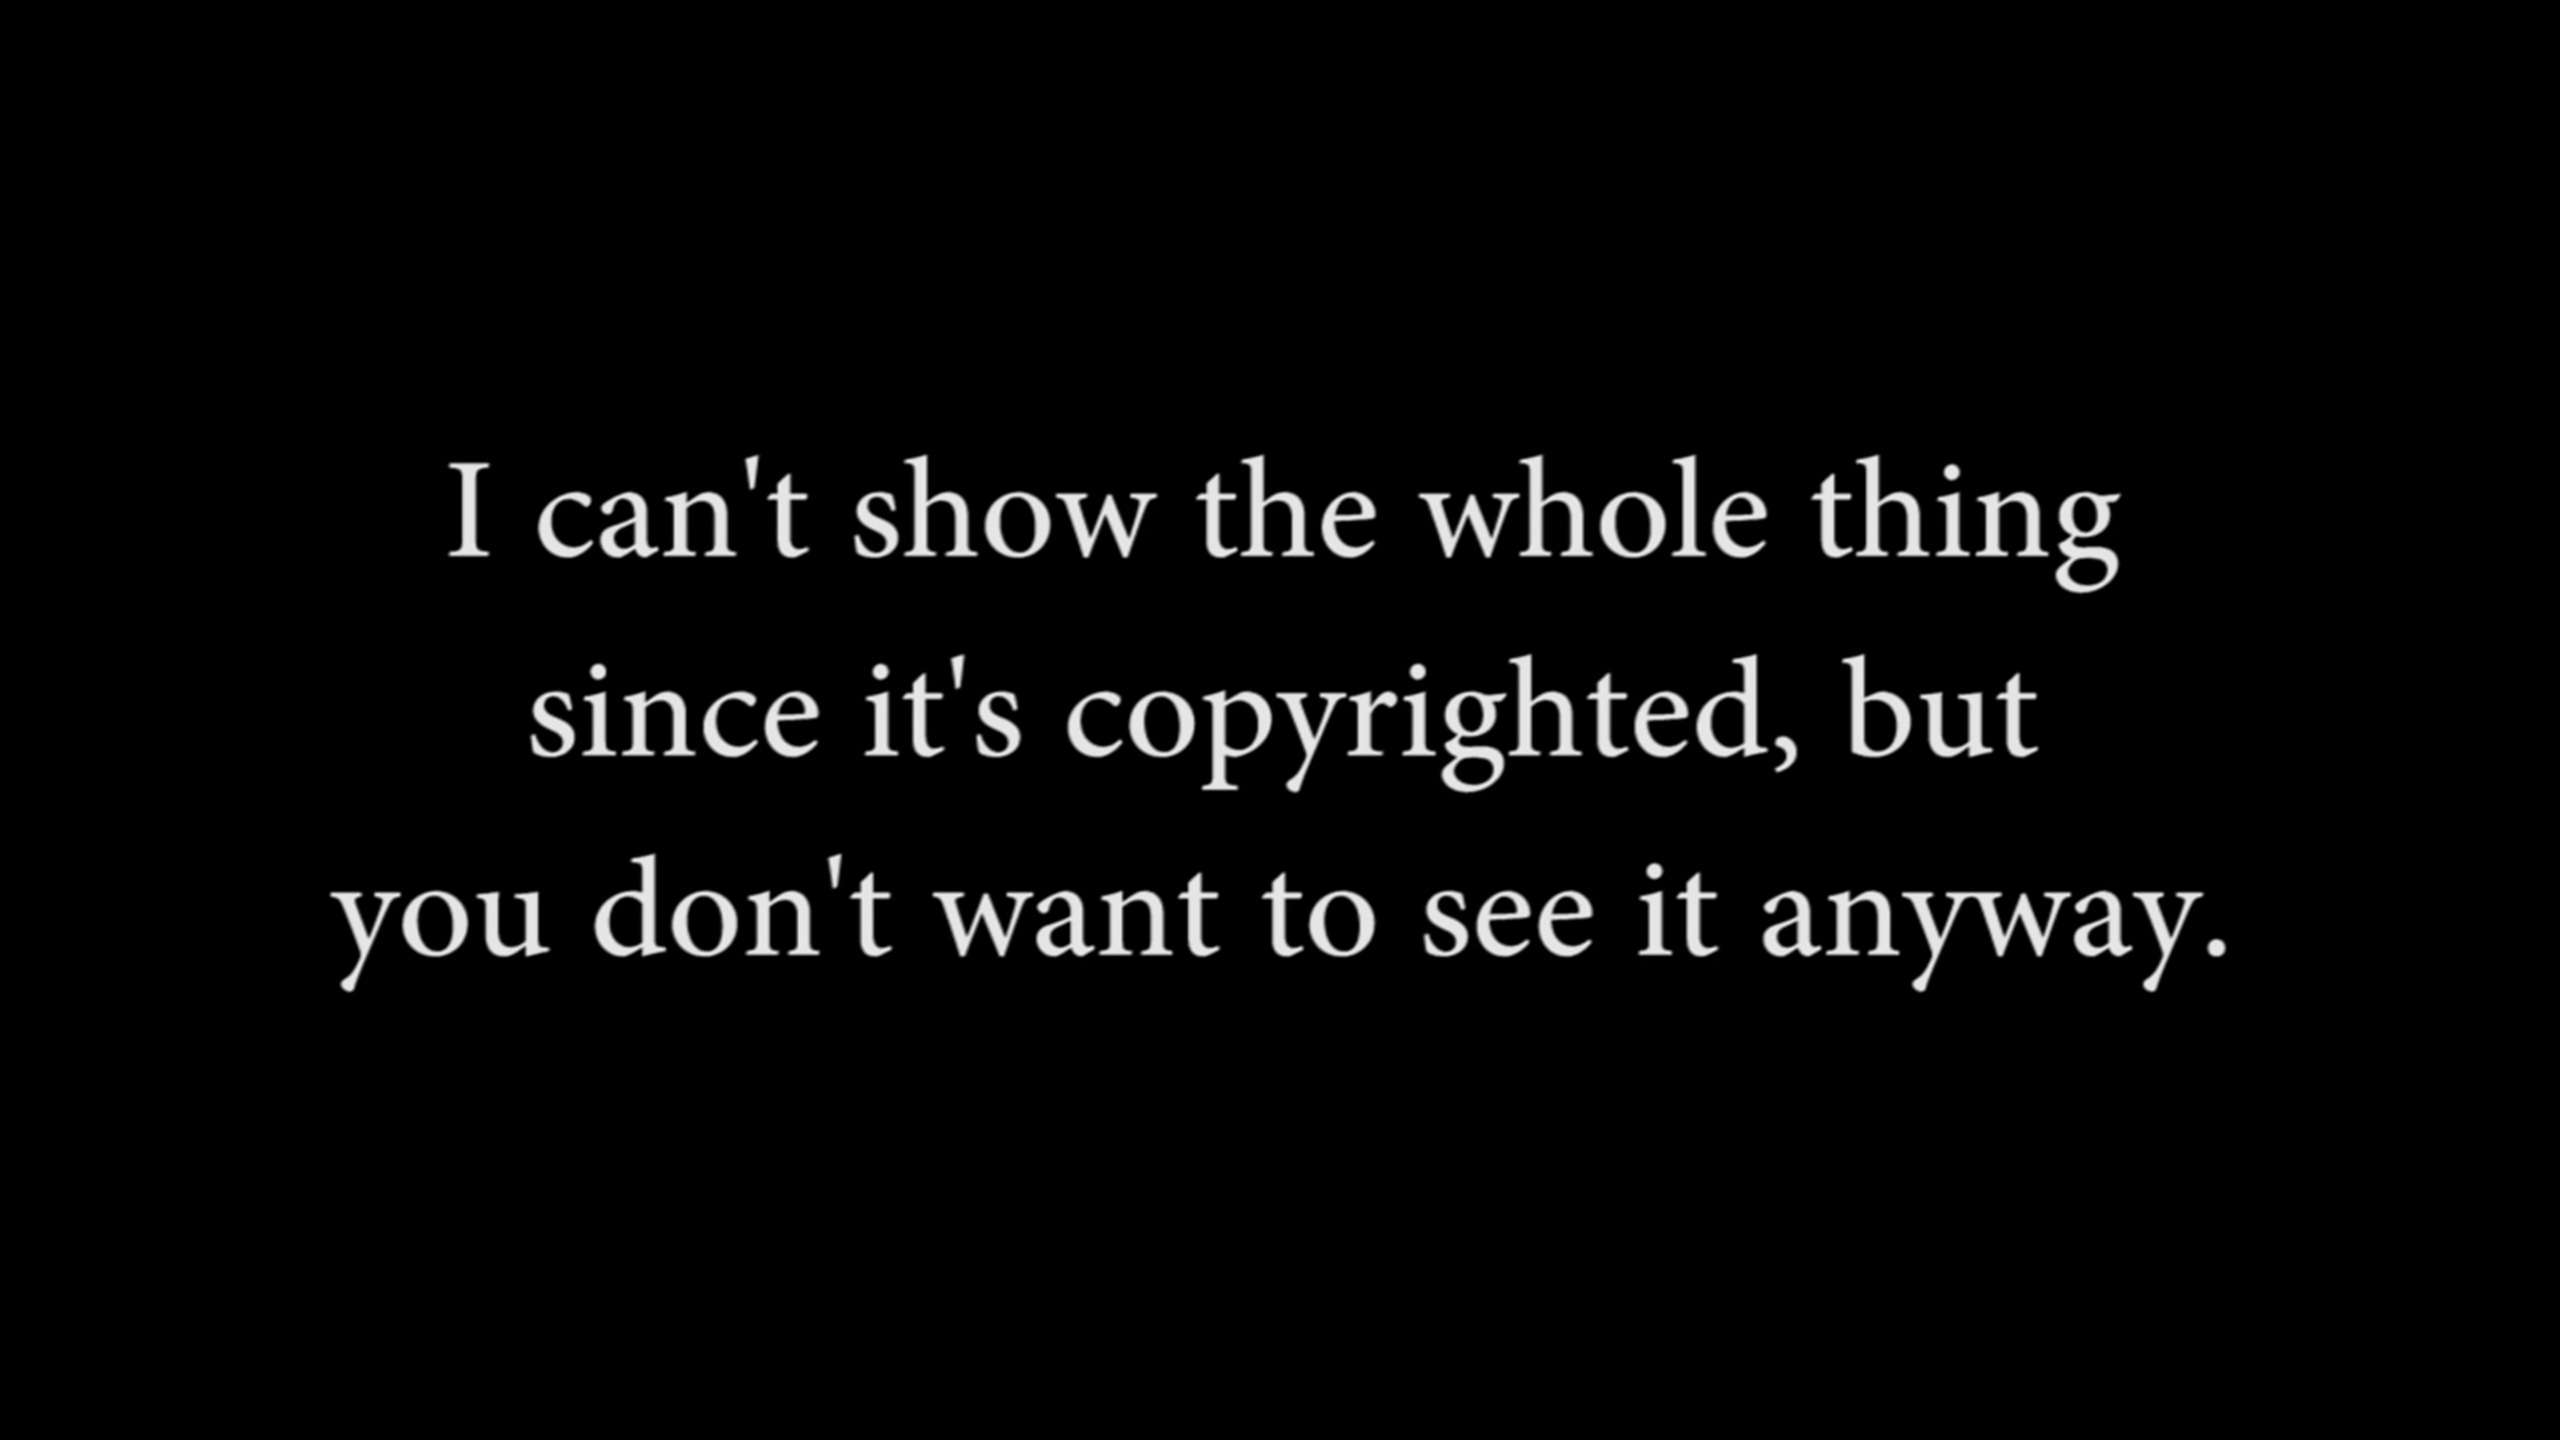 I can't show the whole thing
since it's copyrighted, but
you don't want to see it anyway.